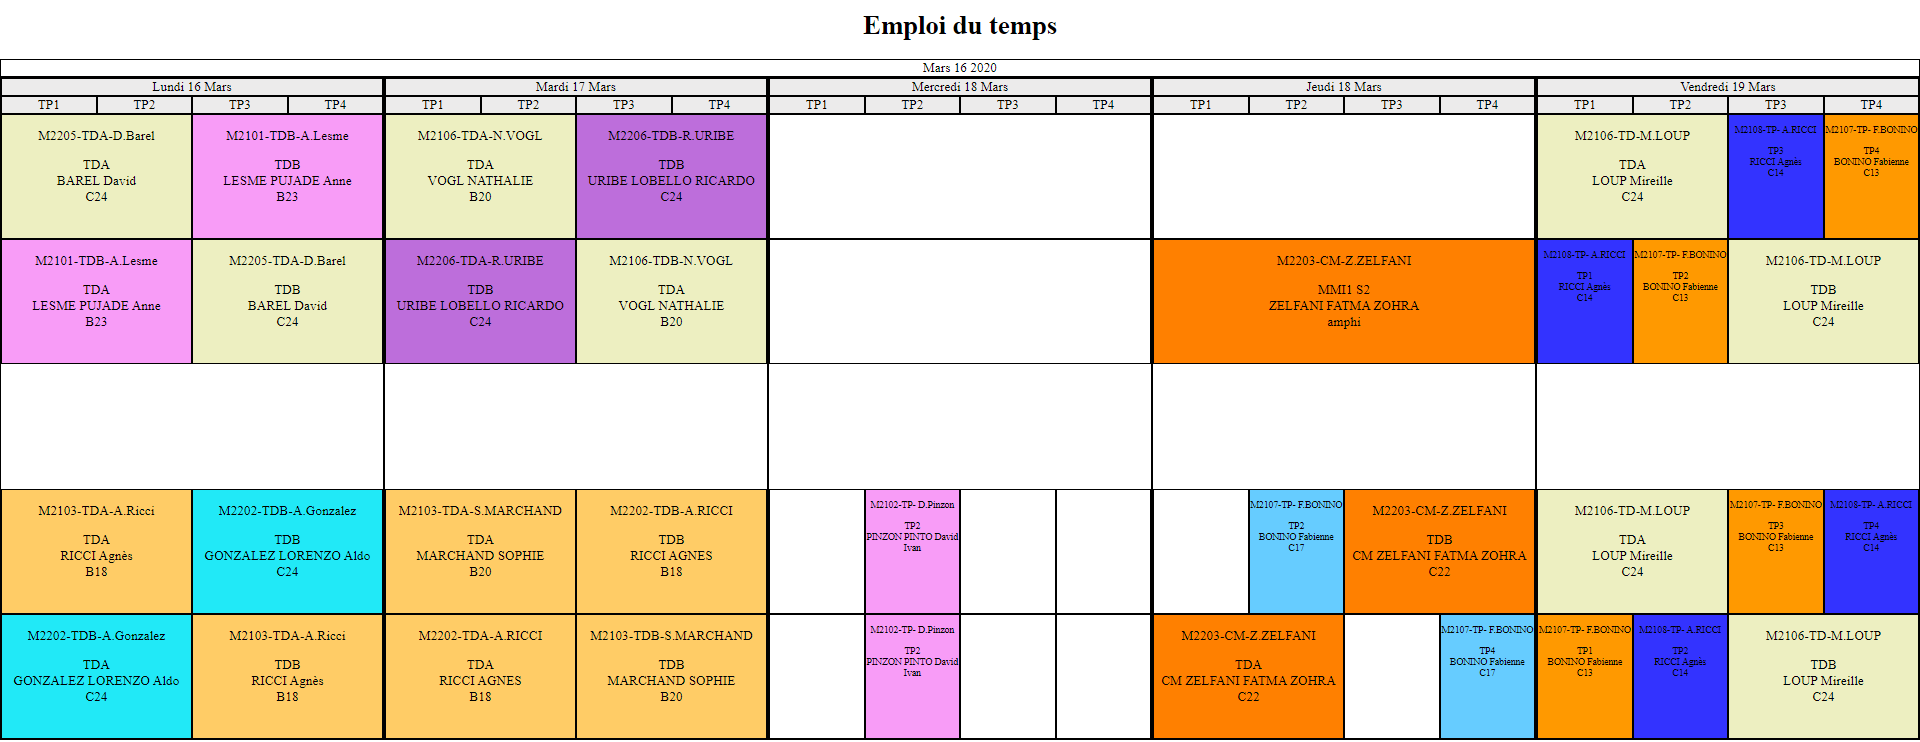 Emploi du temps
Mars 16 2020
Lundi 16 Mars
Mardi 17 Mars
Mercredi 18 Mars
Jeudi 18 Mars
Vendredi 19 Mars
TP1 TP2 TP3 TP4
TP1 TP2 TP3 TP4
TP1 TP2 TP3 TP4
TP1 TP2 TP3 TP4
TP1 TP2 TP3 TP4
M2205-TDA-D.Barel
TDA
BAREL David
C24
M2101-TDB-A.Lesme
TDB
LESME PUJADE Anne
B23
M2106-TDA-N.VOGL
TDA
VOGL NATHALIE
B20
M2206-TDB-R.URIBE
TDB
URIBE LOBELLO RICARDO
C24
M2106-TD-M.LOUP
TDA
LOUP Mireille
C24
M2108-TP- A.RICCI
TP3
RICCI Agnès
C14
M2107-TP- F.BONINO
TP4
BONINO Fabienne
C13
M2101-TDB-A.Lesme
TDA
LESME PUJADE Anne
B23
M2205-TDA-D.Barel
TDB
BAREL David
C24
M2206-TDA-R.URIBE
TDB
URIBE LOBELLO RICARDO
C24
M2106-TDB-N.VOGL
TDA
VOGL NATHALIE
B20
M2203-CM-Z.ZELFANI
MMI1 S2
ZELFANI FATMA ZOHRA
amphi
M2108-TP- A.RICCI
TP1
RICCI Agnès
C14
M2107-TP- F.BONINO
TP2
BONINO Fabienne
C13
M2106-TD-M.LOUP
TDB
LOUP Mireille
C24
M2103-TDA-A.Ricci
TDA
RICCI Agnès
B18
M2202-TDB-A.Gonzalez
TDB
GONZALEZ LORENZO Aldo
C24
M2103-TDA-S.MARCHAND
TDA
MARCHAND SOPHIE
B20
M2202-TDB-A.RICCI
TDB
RICCI AGNES
B18
M2102-TP- D.Pinzon
TP2
PINZON PINTO David
Ivan
M2107-TP- F.BONINO
TP2
BONINO Fabienne
C17
M2203-CM-Z.ZELFANI
TDB
CM ZELFANI FATMA ZOHRA
C22
M2106-TD-M.LOUP
TDA
LOUP Mireille
C24
M2107-TP- F.BONINO
TP3
BONINO Fabienne
C13
M2108-TP- A.RICCI
TP4
RICCI Agnès
C14
M2202-TDB-A.Gonzalez
TDA
GONZALEZ LORENZO Aldo
C24
M2103-TDA-A.Ricci
TDB
RICCI Agnès
B18
M2202-TDA-A.RICCI
TDA
RICCI AGNES
B18
M2103-TDB-S.MARCHAND
TDB
MARCHAND SOPHIE
B20
M2102-TP- D.Pinzon
TP2
PINZON PINTO David
Ivan
M2203-CM-Z.ZELFANI
TDA
CM ZELFANI FATMA ZOHRA
C22
M2107-TP- F.BONINO
TP4
BONINO Fabienne
C17
M2107-TP- F.BONINO
TP1
BONINO Fabienne
C13
M2108-TP- A.RICCI
TP2
RICCI Agnès
C14
M2106-TD-M.LOUP
TDB
LOUP Mireille
C24